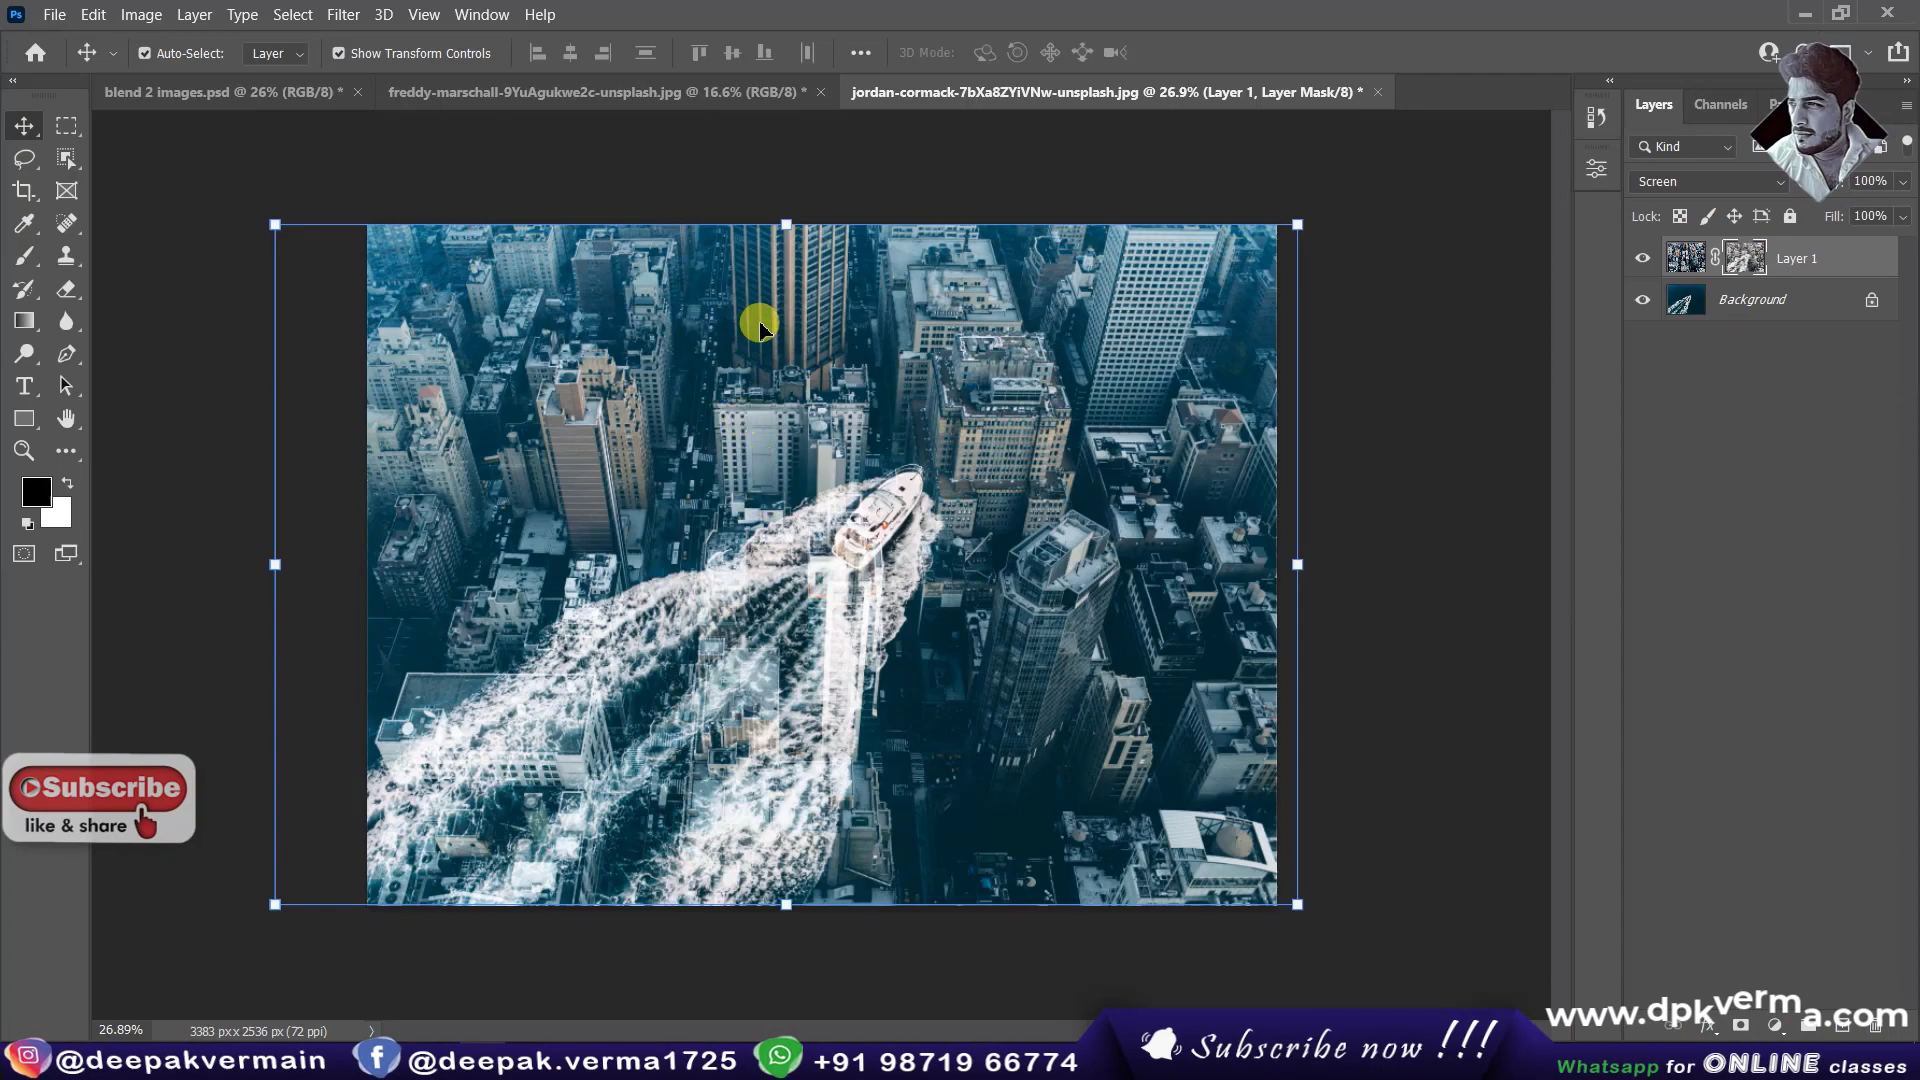 Ps File Edit Image Layer Type Select Filter 3D View Window Help
Auto-Select: Layer Show Transform Controls 3D Mode:
blend 2 images.psd @ 26% (RGB/8) * freddy-marschall-9YuAgukwe2c-unsplash.jpg @ 16.6% (RGB/8) * jordan-cormack-7bXa8ZYiVNw-unsplash.jpg @ 26.9% (Layer 1, Layer Mask/8) *
Layers Channels
Kind
Screen 100%
Lock: Fill: 100%
Layer 1
Background
Subscribe
like & share
26.89% 3383 px x 2536 px (72 ppi)
www.dpkverma.com
@deepakvermain @deepak.verma1725 +91 98719 66774 Subscribe now !!!
Whatsapp for ONLINE classes